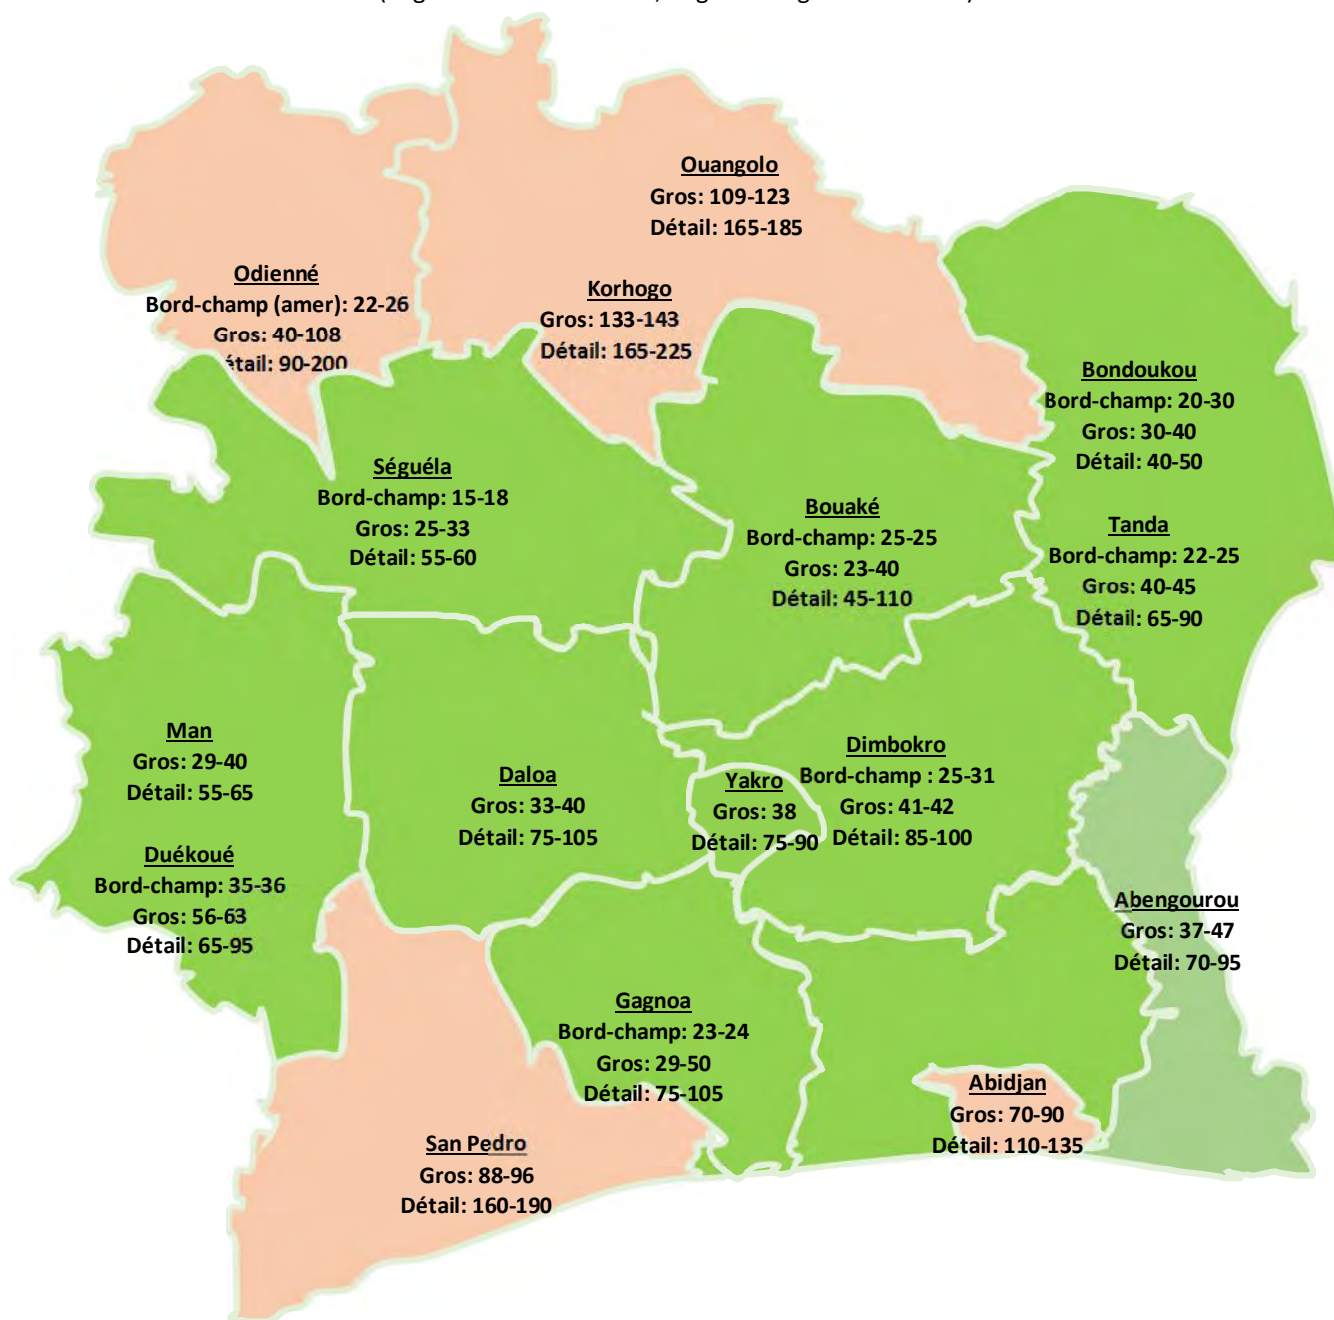 Ouangolo
Gros: 109-123
Détail: 165-185
Odienné
Bord-champ (amer): 22-26
Gros: 40-108
étail: 90-200
Korhogo
Gros: 133-143
Détail: 165-225
Bondoukou
Bord-champ: 20-30
Gros: 30-40
Détail: 40-50
Séguéla
Bord-champ: 15-18
Gros: 25-33
Détail: 55-60
Bouaké
Bord-champ: 25-25
Gros: 23-40
Détail: 45-110
Tanda
Bord-champ: 22-25
Gros: 40-45
Détail: 65-90
Man
Gros: 29-40
Détail: 55-65
Daloa
Gros: 33-40
Détail: 75-105
Yakro
Gros: 38
Détail: 75-90
Dimbokro
Bord-champ : 25-31
Gros: 41-42
Détail: 85-100
Duékoué
Bord-champ: 35-36
Gros: 56-63
Détail: 65-95
Abengourou
Gros: 37-47
Détail: 70-95
Gagnoa
Bord-champ: 23-24
Gros: 29-50
Détail: 75-105
Abidjan
Gros: 70-90
Détail: 110-135
San Pedro
Gros: 88-96
Détail: 160-190